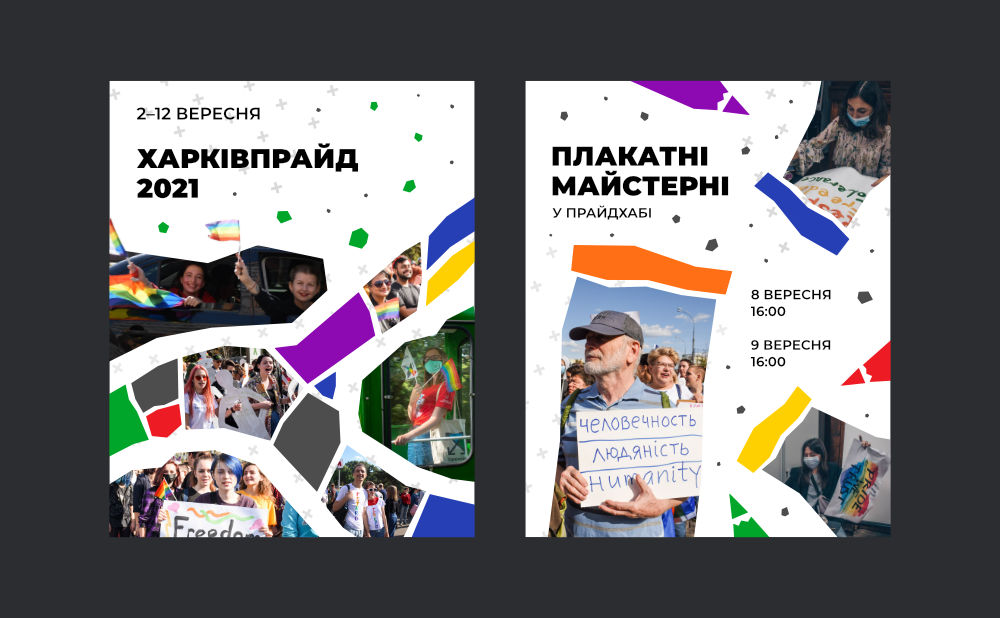 2–12 ВЕРЕСНЯ
ХАРКІВПРАЙД
2021
Freedom
ПЛАКАТНІ
МАЙСТЕРНІ
У ПРАЙДХАБІ
8 ВЕРЕСНЯ
16:00
9 ВЕРЕСНЯ
16:00
человечность
людяність
Humanity